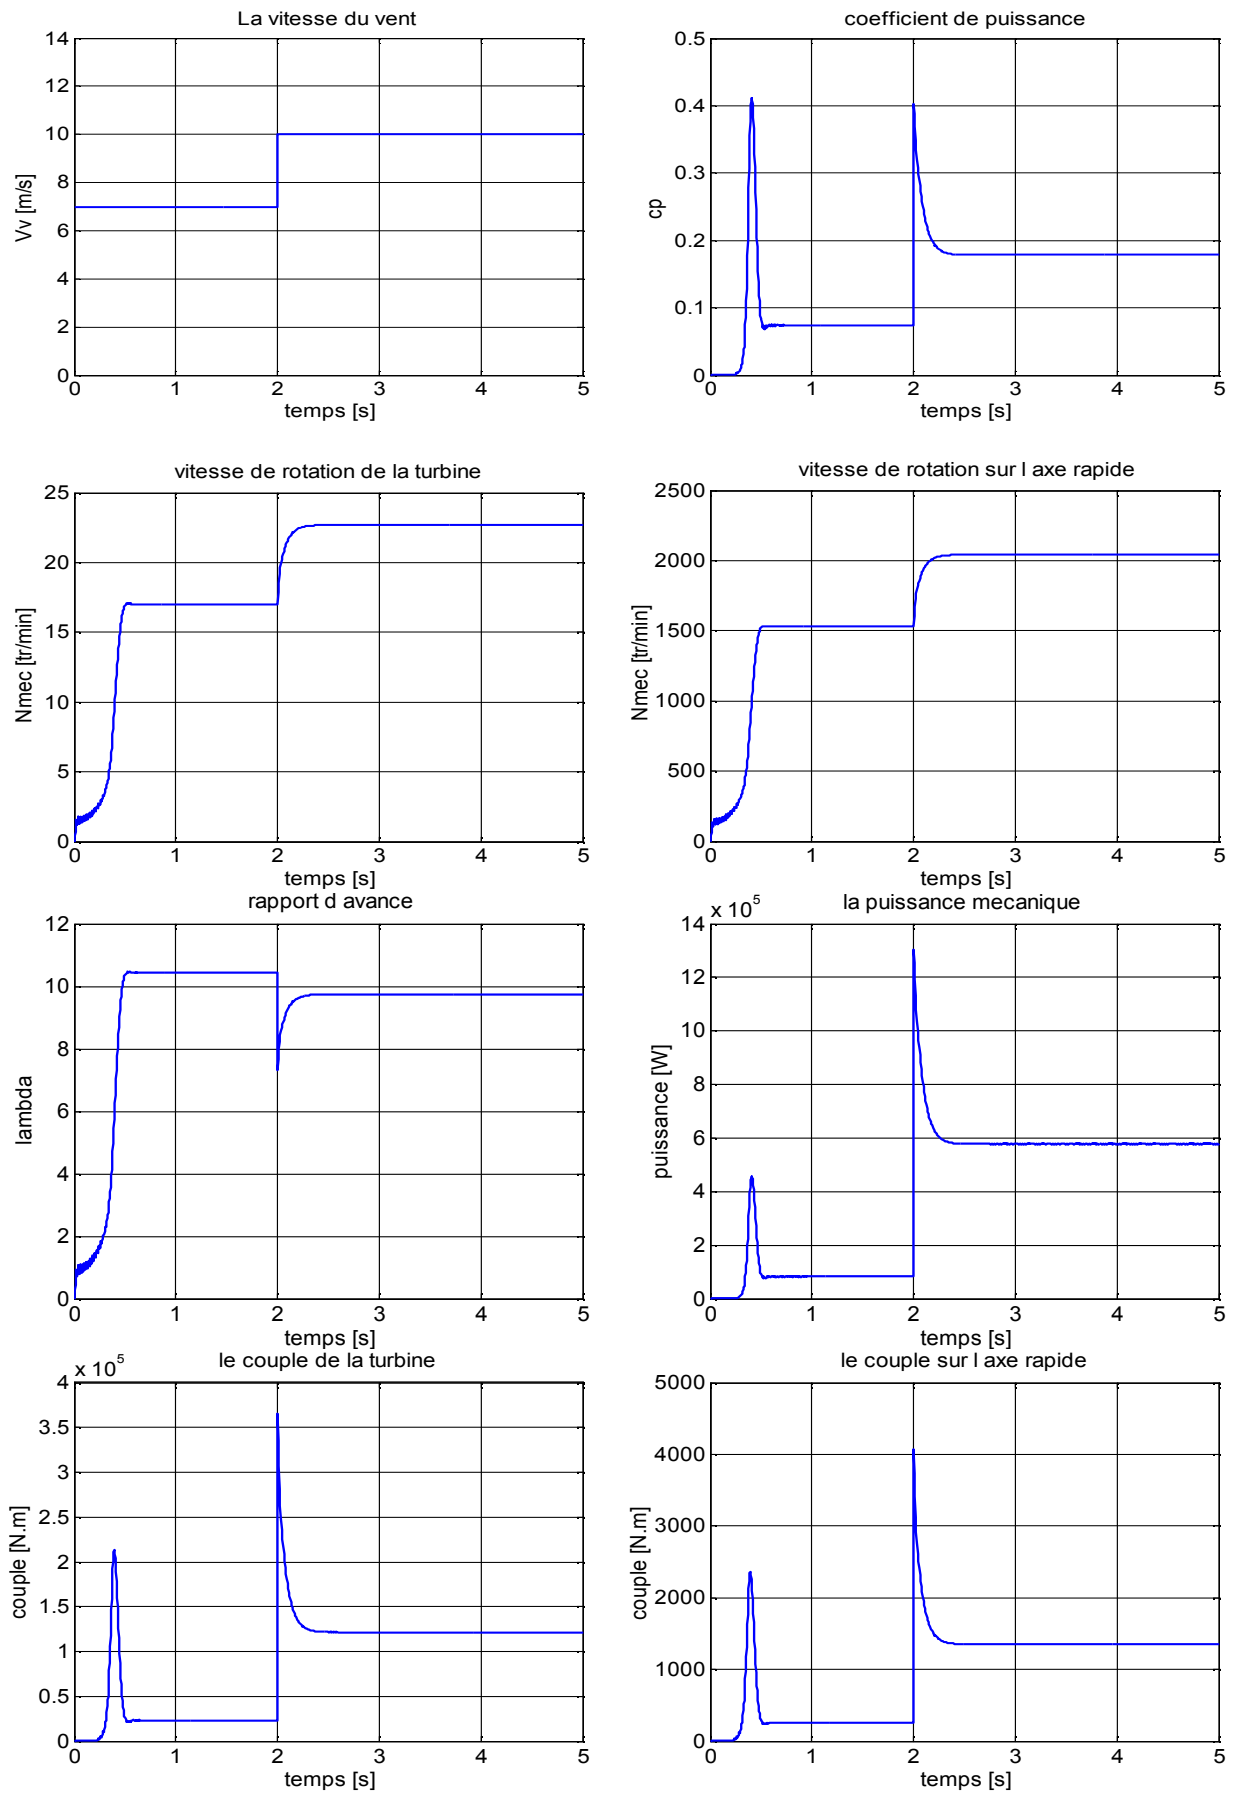 La vitesse du vent
14
12
10
8
6
4
2
0
Vv [m/s]
0 1 2 3 4 5
temps [s]
coefficient de puissance
0.5
0.4
0.3
0.2
0.1
0
cp
0 1 2 3 4 5
temps [s]
vitesse de rotation de la turbine
25
20
15
10
5
0
Nmec [tr/min]
0 1 2 3 4 5
temps [s]
vitesse de rotation sur l axe rapide
2500
2000
1500
1000
500
0
Nmec [tr/min]
0 1 2 3 4 5
temps [s]
rapport d avance
12
10
8
6
4
2
0
lambda
0 1 2 3 4 5
temps [s]
la puissance mecanique
x 10^5
14
12
10
8
6
4
2
0
puissance [W]
0 1 2 3 4 5
temps [s]
le couple de la turbine
x 10^5
4
3.5
3
2.5
2
1.5
1
0.5
0
couple [N.m]
0 1 2 3 4 5
temps [s]
le couple sur l axe rapide
5000
4000
3000
2000
1000
0
couple [N.m]
0 1 2 3 4 5
temps [s]